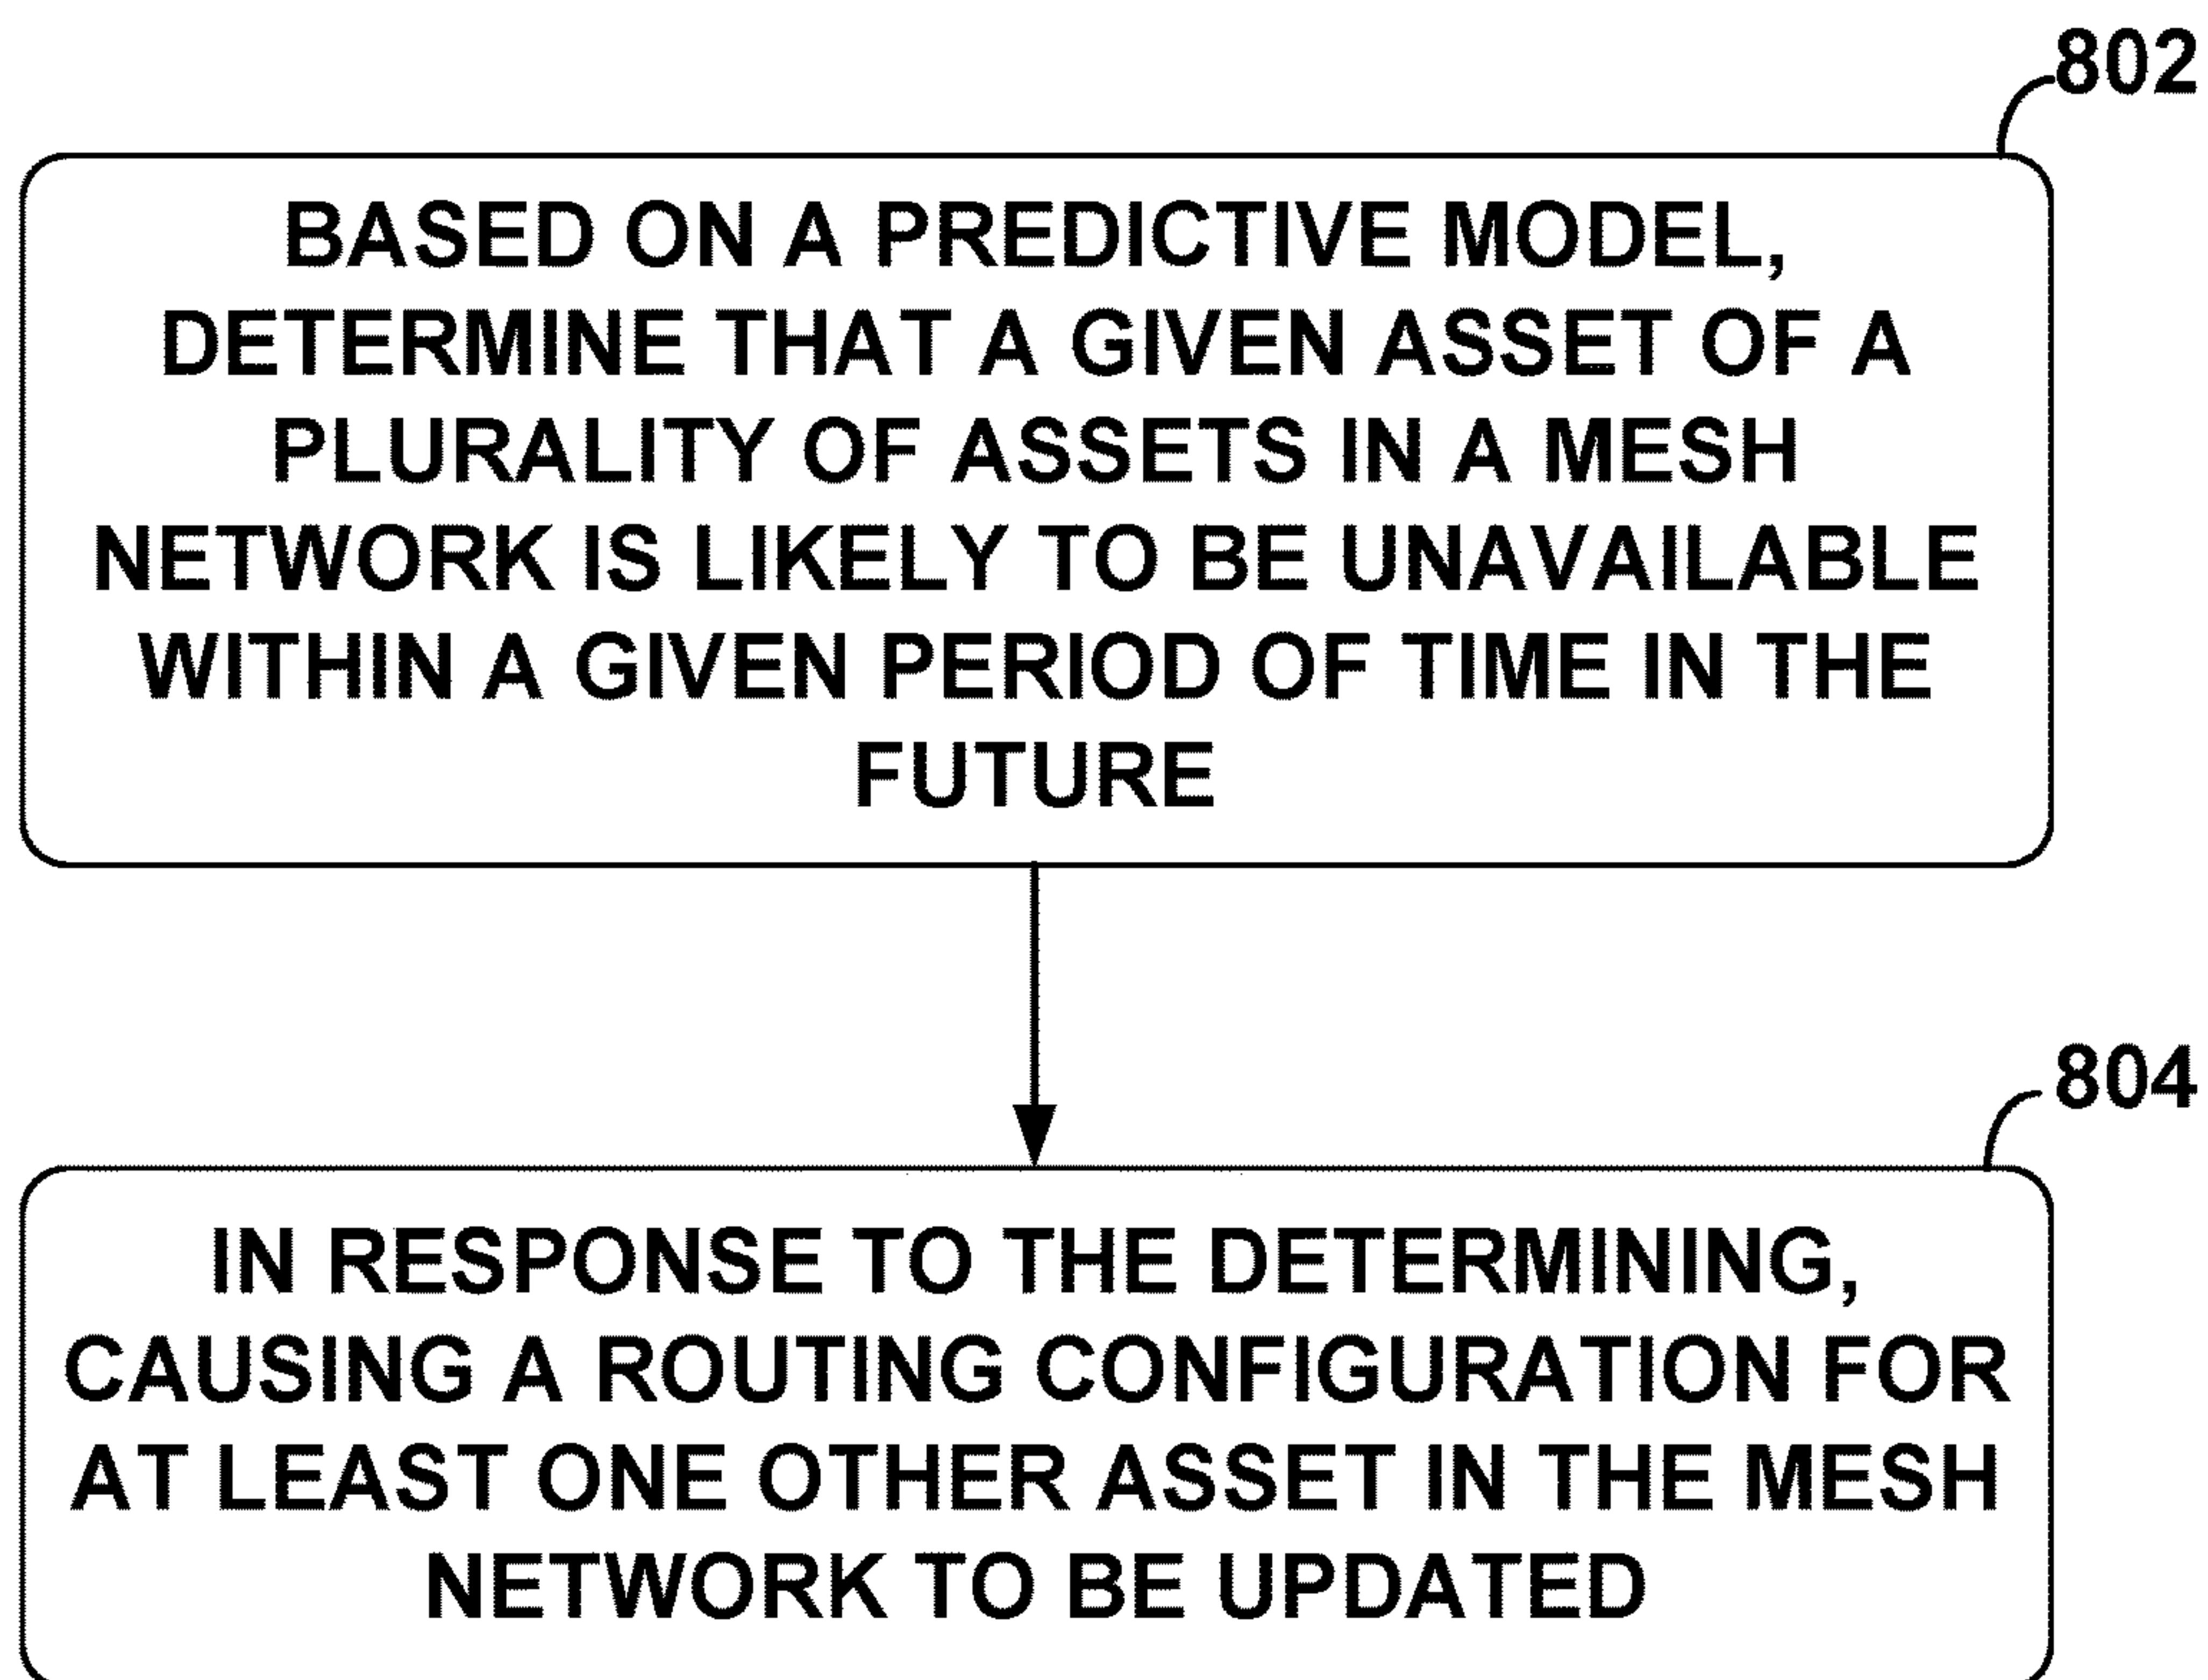 802
BASED ON A PREDICTIVE MODEL,
DETERMINE THAT A GIVEN ASSET OF A
PLURALITY OF ASSETS IN A MESH
NETWORK IS LIKELY TO BE UNAVAILABLE
WITHIN A GIVEN PERIOD OF TIME IN THE
FUTURE
804
IN RESPONSE TO THE DETERMINING,
CAUSING A ROUTING CONFIGURATION FOR
AT LEAST ONE OTHER ASSET IN THE MESH
NETWORK TO BE UPDATED